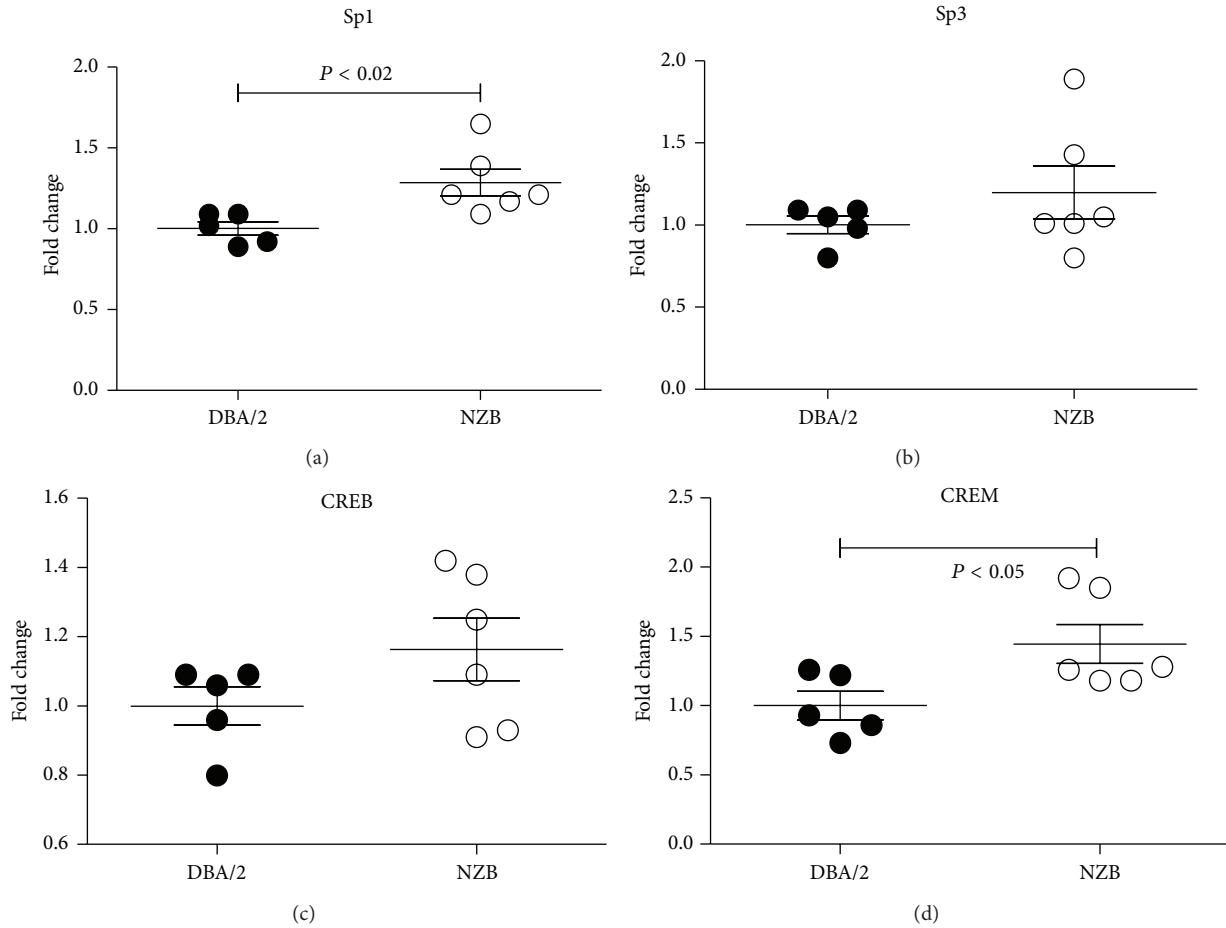 Sp1
2.0
P < 0.02
1.5
1.0
0.5
0.0
Fold change
DBA/2 NZB
(a)
Sp3
2.0
1.5
1.0
0.5
0.0
Fold change
DBA/2 NZB
(b)
CREB
1.6
1.4
1.2
1.0
0.8
0.6
Fold change
DBA/2 NZB
(c)
CREM
2.5
2.0
P < 0.05
1.5
1.0
0.5
0.0
Fold change
DBA/2 NZB
(d)